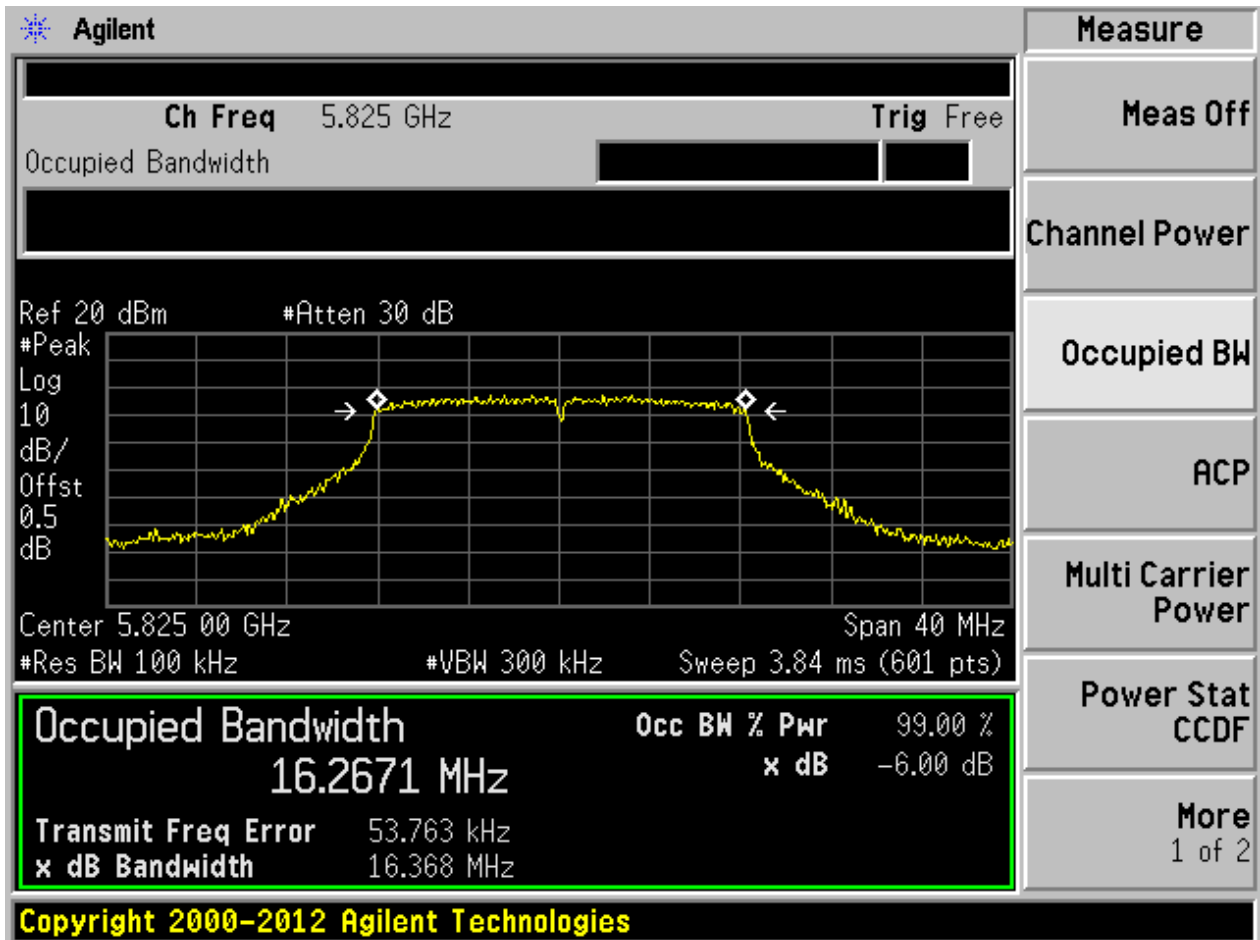 Agilent
Measure
Ch Freq 5.825 GHz Trig Free
Occupied Bandwidth
Meas Off
Channel Power
Occupied BW
ACP
Multi Carrier
Power
Power Stat
CCDF
More
1 of 2
Ref 20 dBm #Atten 30 dB
#Peak
Log
10
dB/
Offst
0.5
dB
Center 5.825 00 GHz Span 40 MHz
#Res BW 100 kHz #VBW 300 kHz Sweep 3.84 ms (601 pts)
Occupied Bandwidth Occ BW % Pwr 99.00 %
16.2671 MHz x dB -6.00 dB
Transmit Freq Error 53.763 kHz
x dB Bandwidth 16.368 MHz
Copyright 2000-2012 Agilent Technologies